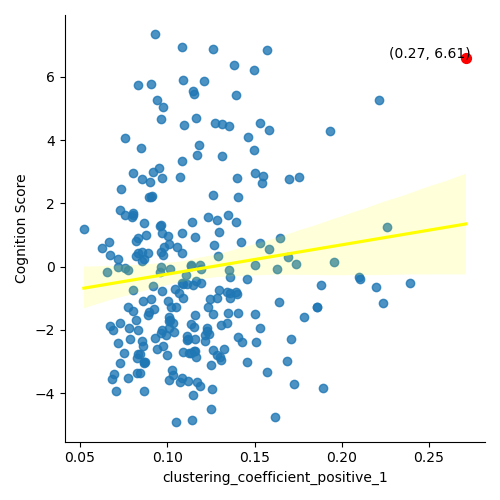 (0.27, 6.61)
6
4
2
0
−2
−4
Cognition Score
0.05 0.10 0.15 0.20 0.25
clustering_coefficient_positive_1